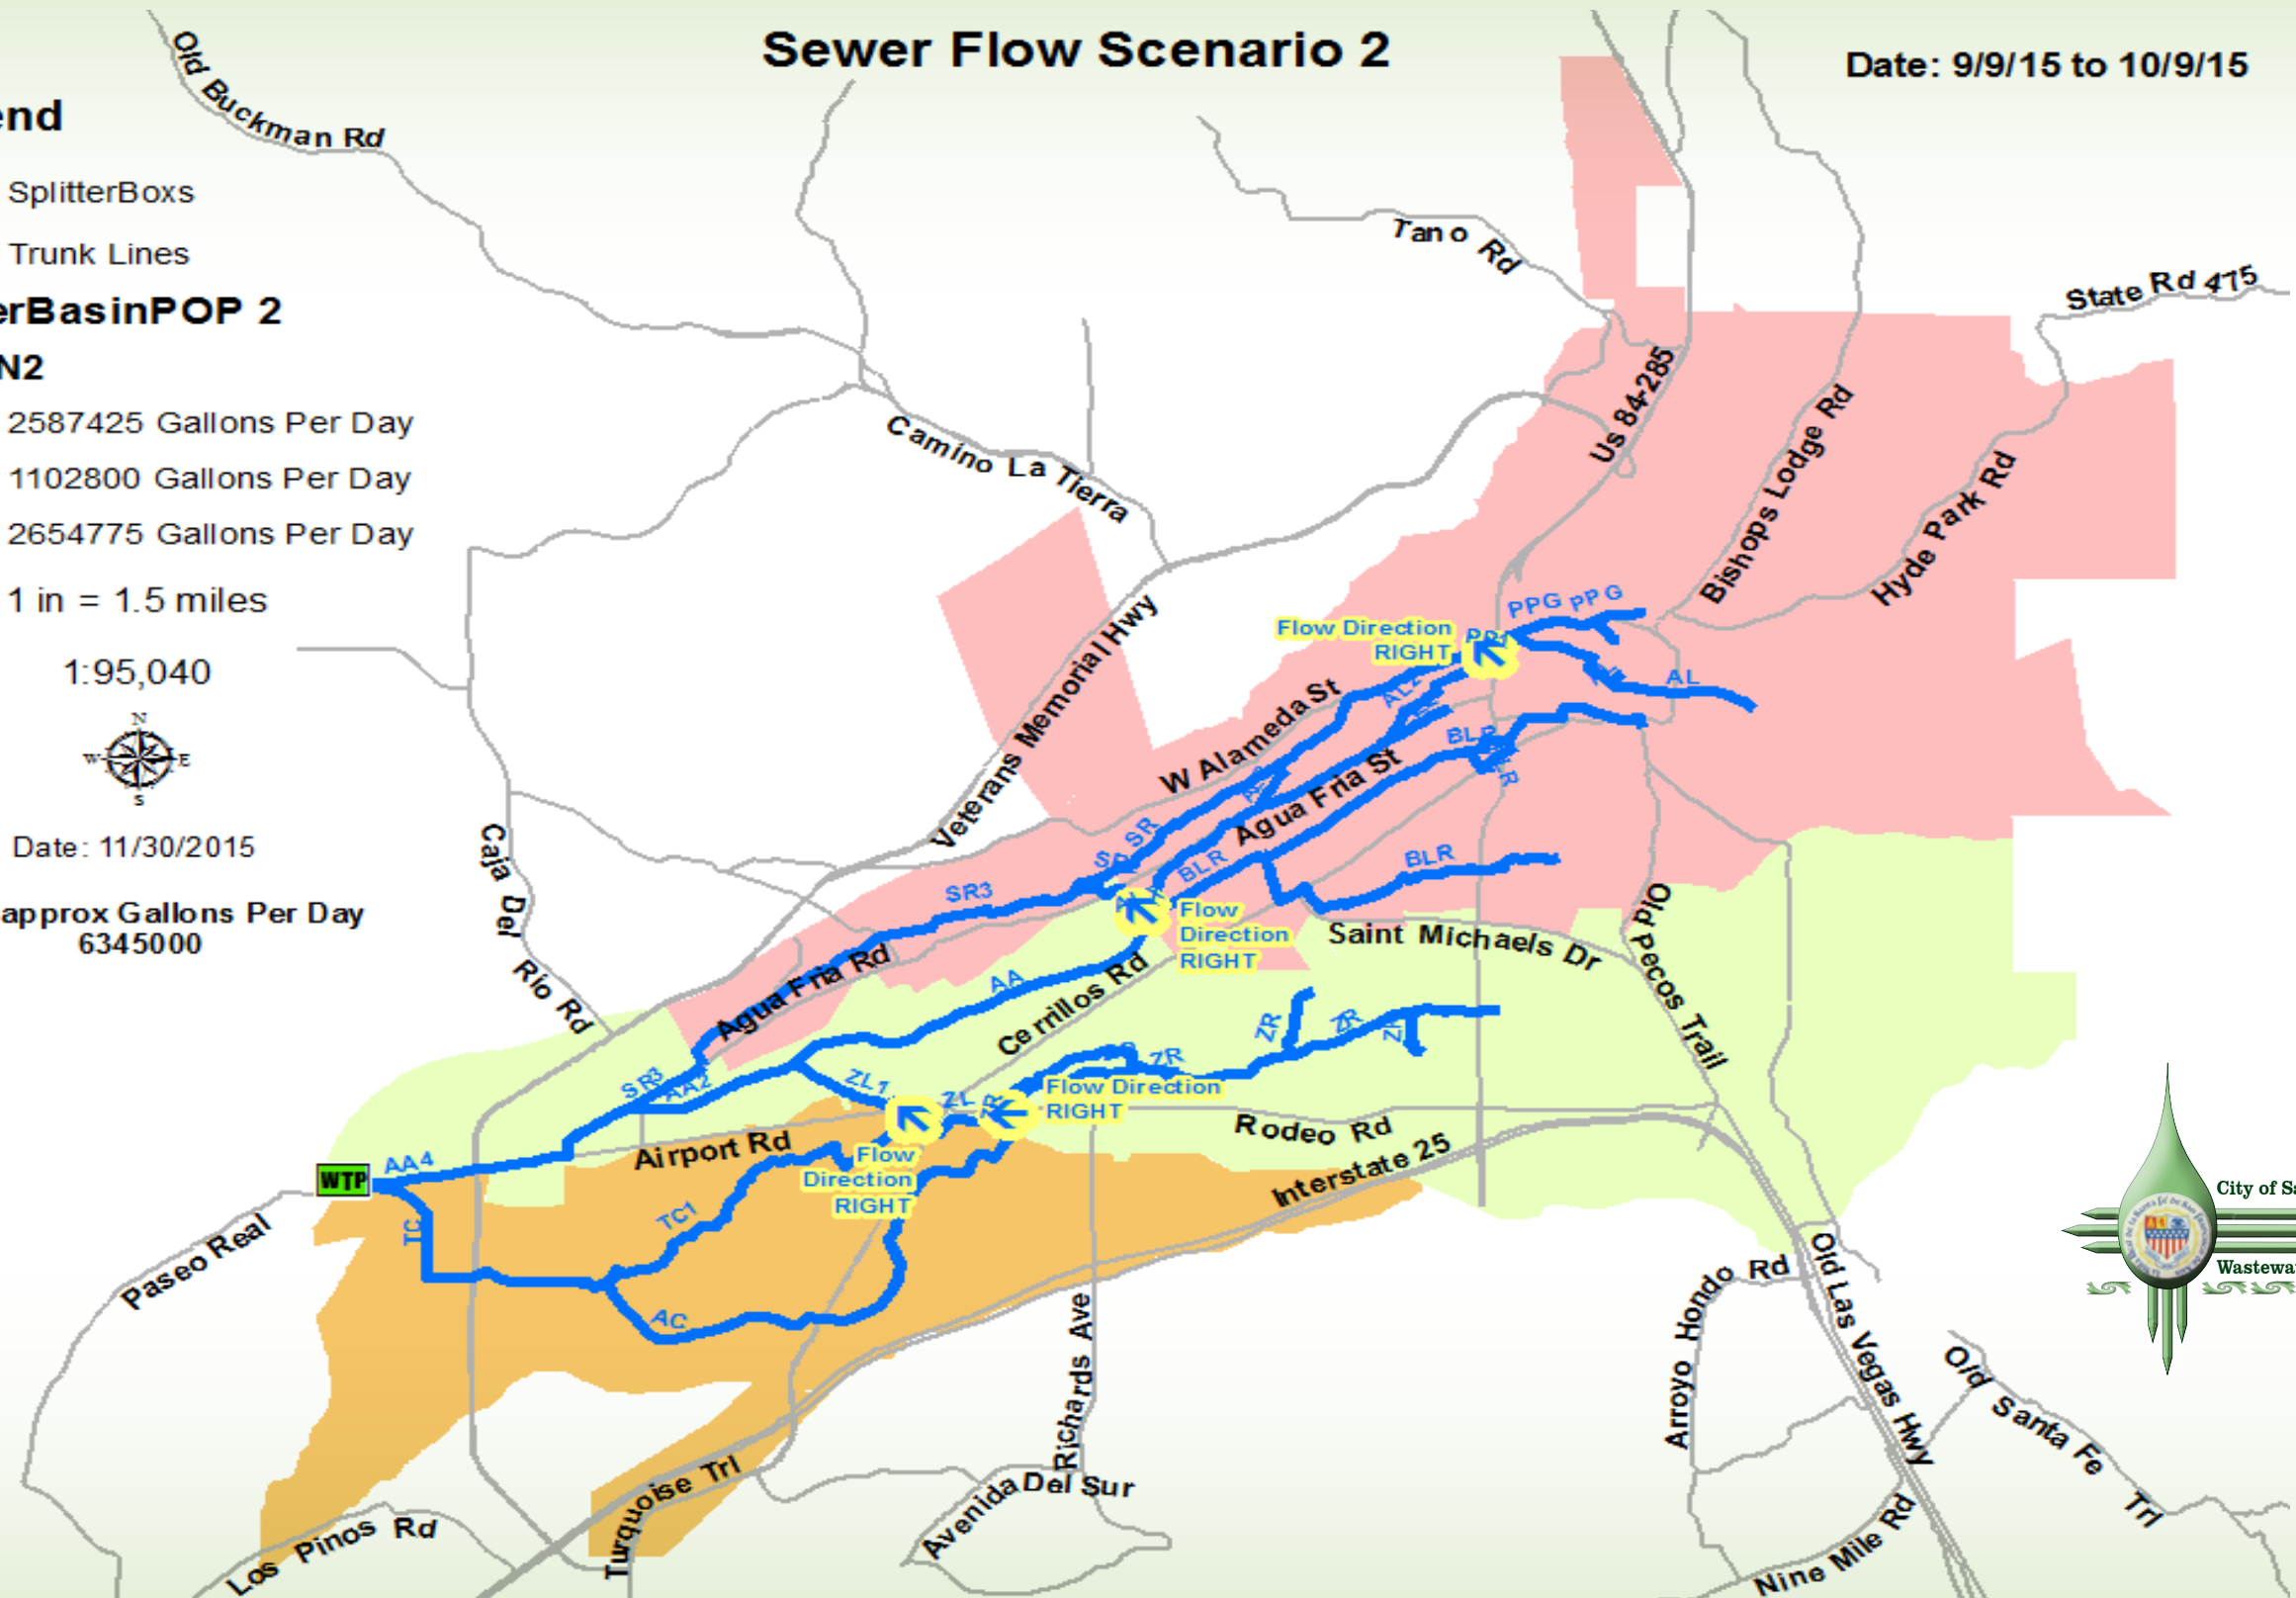 Sewer Flow Scenario 2
Date: 9/9/15 to 10/9/15
end
SplitterBoxs
Trunk Lines
erBasinPOP 2
N2
2587425 Gallons Per Day
1102800 Gallons Per Day
2654775 Gallons Per Day
1 in = 1.5 miles
1:95,040
N
W
E
S
Date: 11/30/2015
approx Gallons Per Day
6345000
Old Buckman Rd
Tano Rd
State Rd 475
Us 84-285
Bishops Lodge Rd
Hyde Park Rd
Camino La Tierra
Veterans Memorial Hwy
PPG
PPG
Flow Direction
RIGHT
AL
W Alameda St
BLR
Agua Fria St
SR
BLR
BLR
SR3
Flow
Direction
RIGHT
Saint Michaels Dr
Old Pecos Trail
Caja Del Rio Rd
Agua Fria Rd
AA
Cerrillos Rd
ZR
ZR
ZR
SR3
AA2
ZL1
ZL
Flow Direction
RIGHT
Rodeo Rd
Airport Rd
Interstate 25
AA4
WTP
Flow
Direction
RIGHT
TC
TC1
AC
Paseo Real
Richards Ave
Arroyo Hondo Rd
Old Las Vegas Hwy
Old Santa Fe Trl
Turquoise Trl
Los Pinos Rd
Avenida Del Sur
Nine Mile Rd
City of Sa
Wastewa